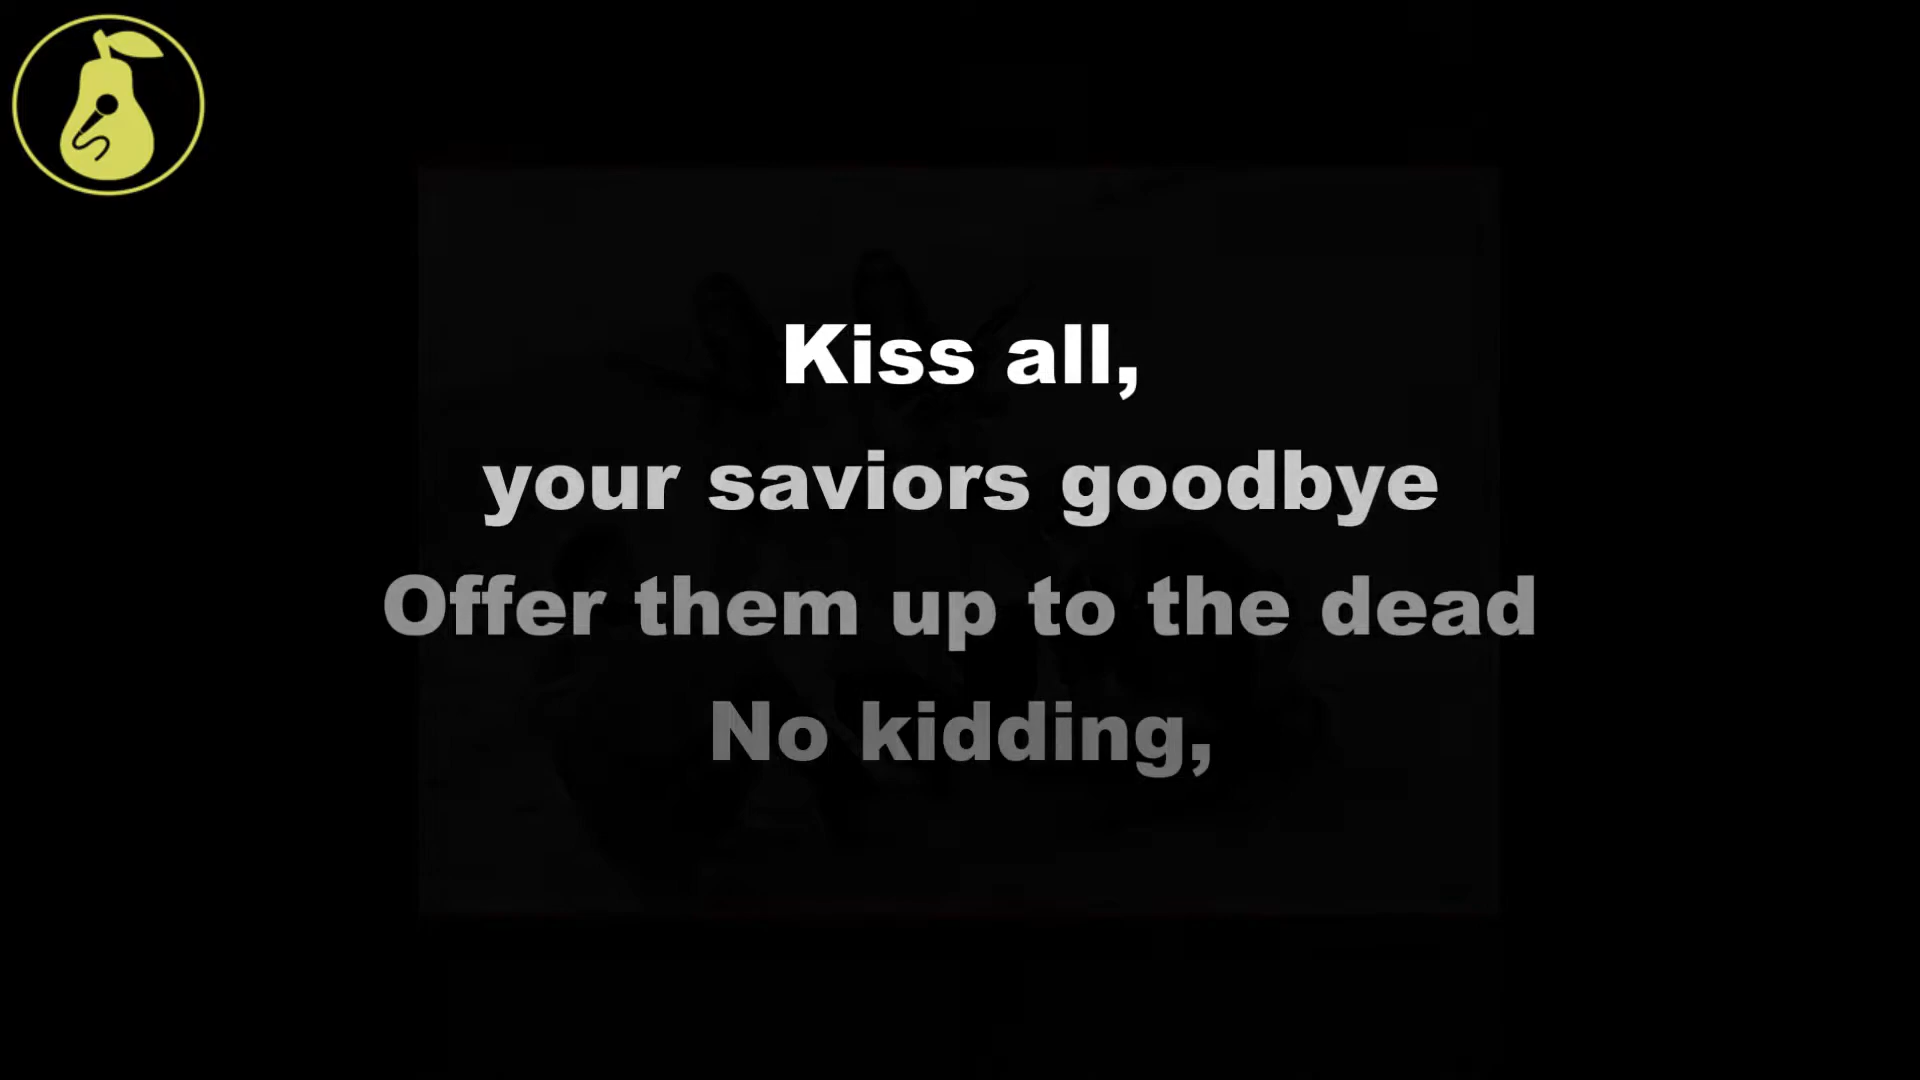 Kiss all,
your saviors goodbye
Offer them up to the dead
No kidding,